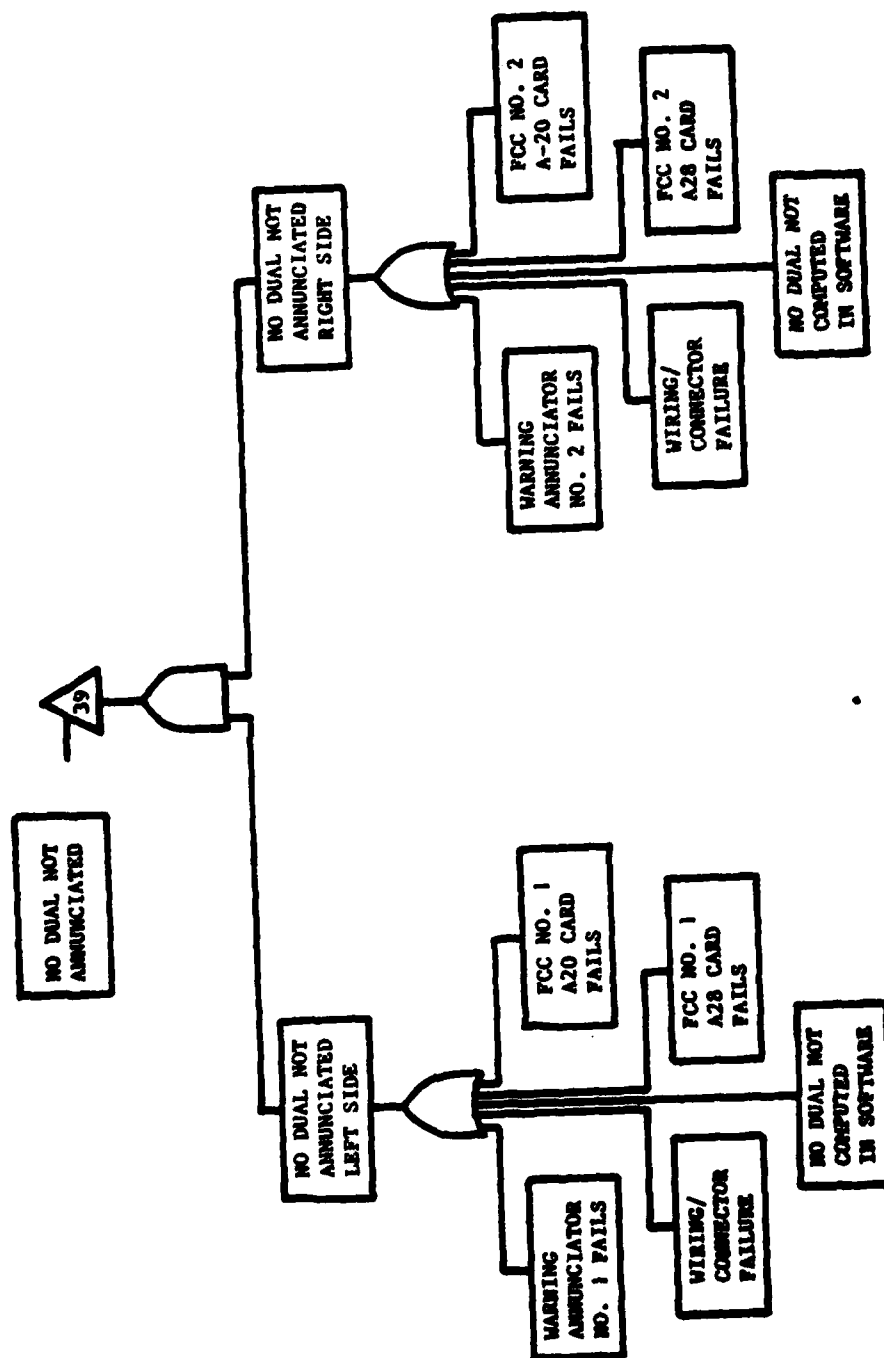 NO DUAL NOT
ANNUNCIATED
39
NO DUAL NOT
ANNUNCIATED
LEFT SIDE
NO DUAL NOT
ANNUNCIATED
RIGHT SIDE
WARNING
ANNUNCIATOR
NO. 1 FAILS
FCC NO. 1
A20 CARD
FAILS
WIRING/
CONNECTOR
FAILURE
FCC NO. 1
A28 CARD
FAILS
NO DUAL NOT
COMPUTED
IN SOFTWARE
WARNING
ANNUNCIATOR
NO. 2 FAILS
FCC NO. 2
A-20 CARD
FAILS
WIRING/
CONNECTOR
FAILURE
FCC NO. 2
A28 CARD
FAILS
NO DUAL NOT
COMPUTED
IN SOFTWARE